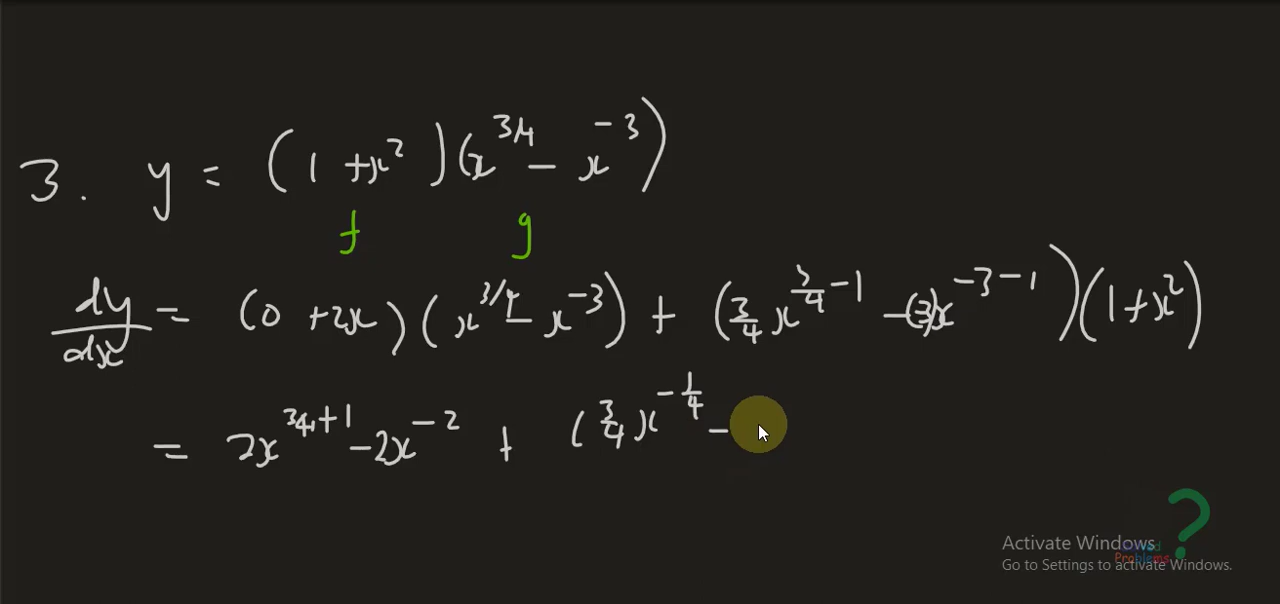 3. y = (1 + x²)(x^{3/4} - x^{-3})
f g
dy/dx = (0 + 2x)(x^{3/4} - x^{-3}) + (3/4 x^{3/4 - 1} - (3)x^{-3-1})(1 + x²)
= 2x^{3/4 + 1} - 2x^{-2} + (3/4)x^{-1/4} -
?
Activate Windows
Problems
Go to Settings to activate Windows.